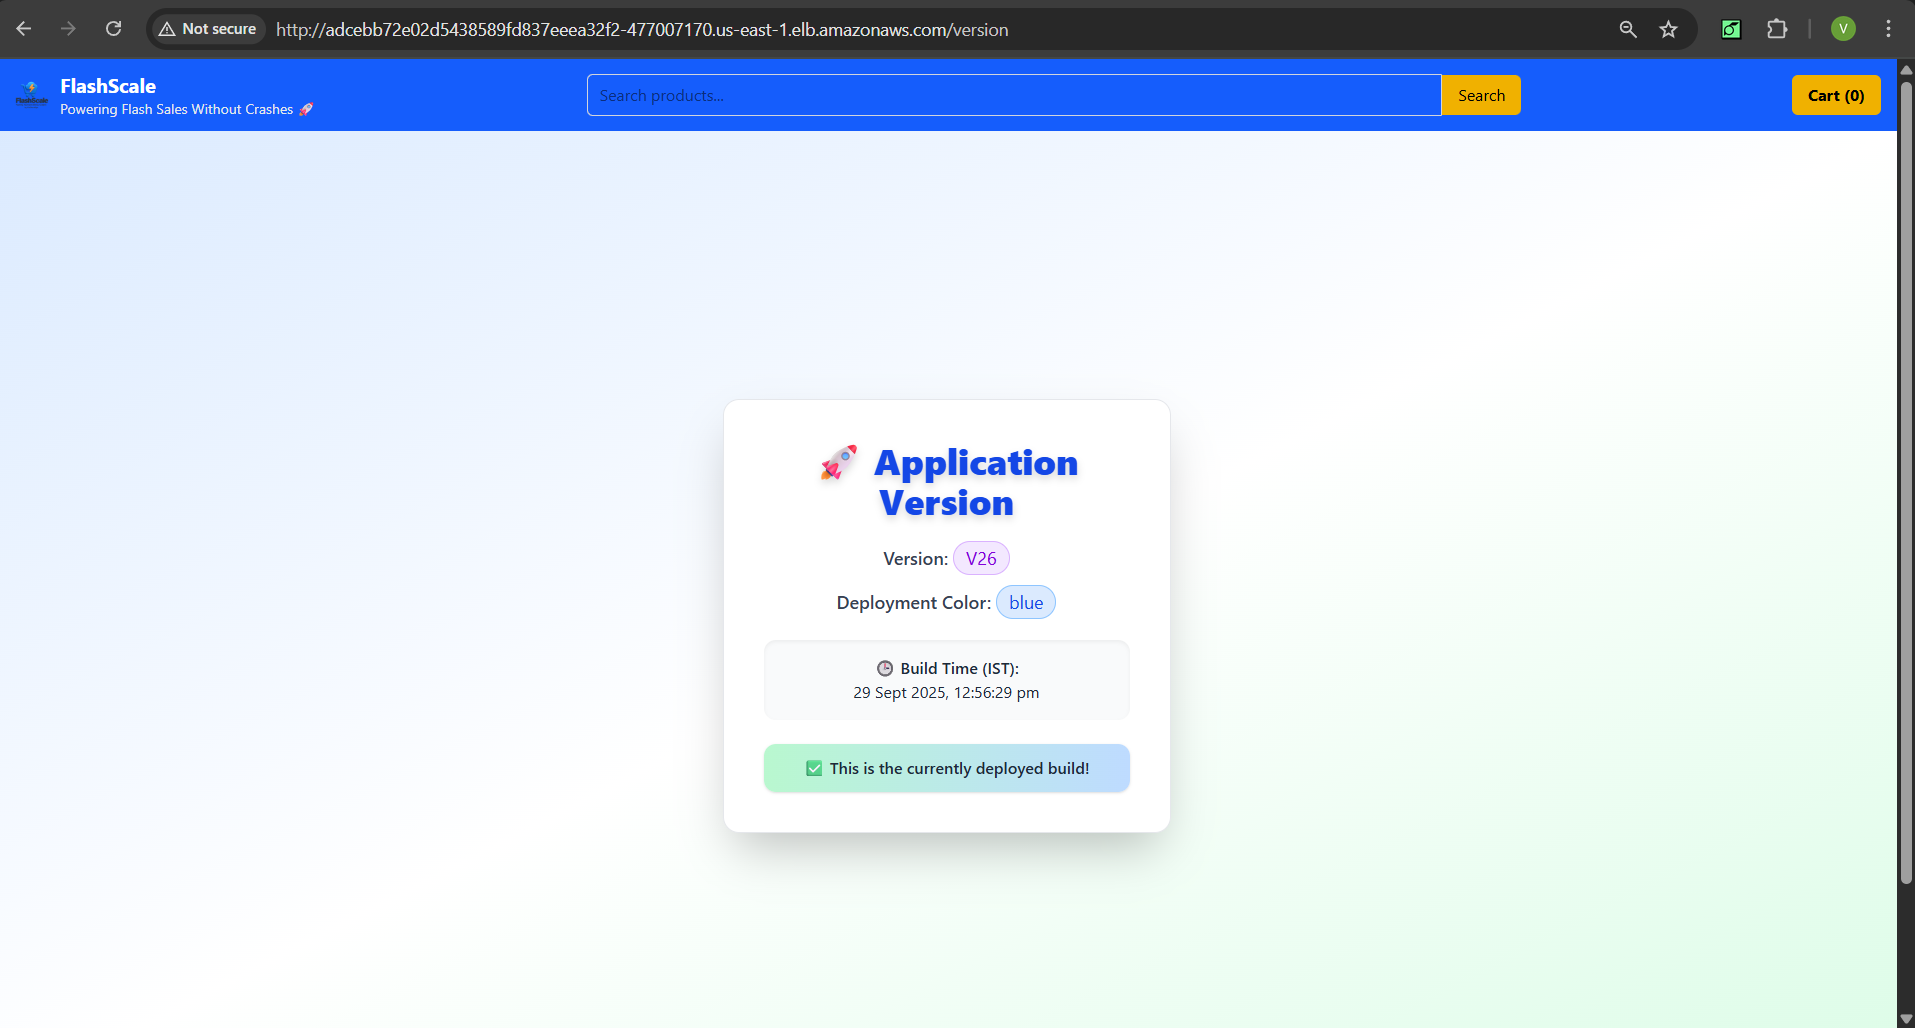 Not secure
http://adcebb72e02d5438589fd837eeea32f2-477007170.us-east-1.elb.amazonaws.com/version
V
FlashScale
FlashScale
Powering Flash Sales Without Crashes 🚀
Search products...
Search
Cart (0)
🚀 Application
Version
Version: V26
Deployment Color: blue
🕒 Build Time (IST):
29 Sept 2025, 12:56:29 pm
✅ This is the currently deployed build!